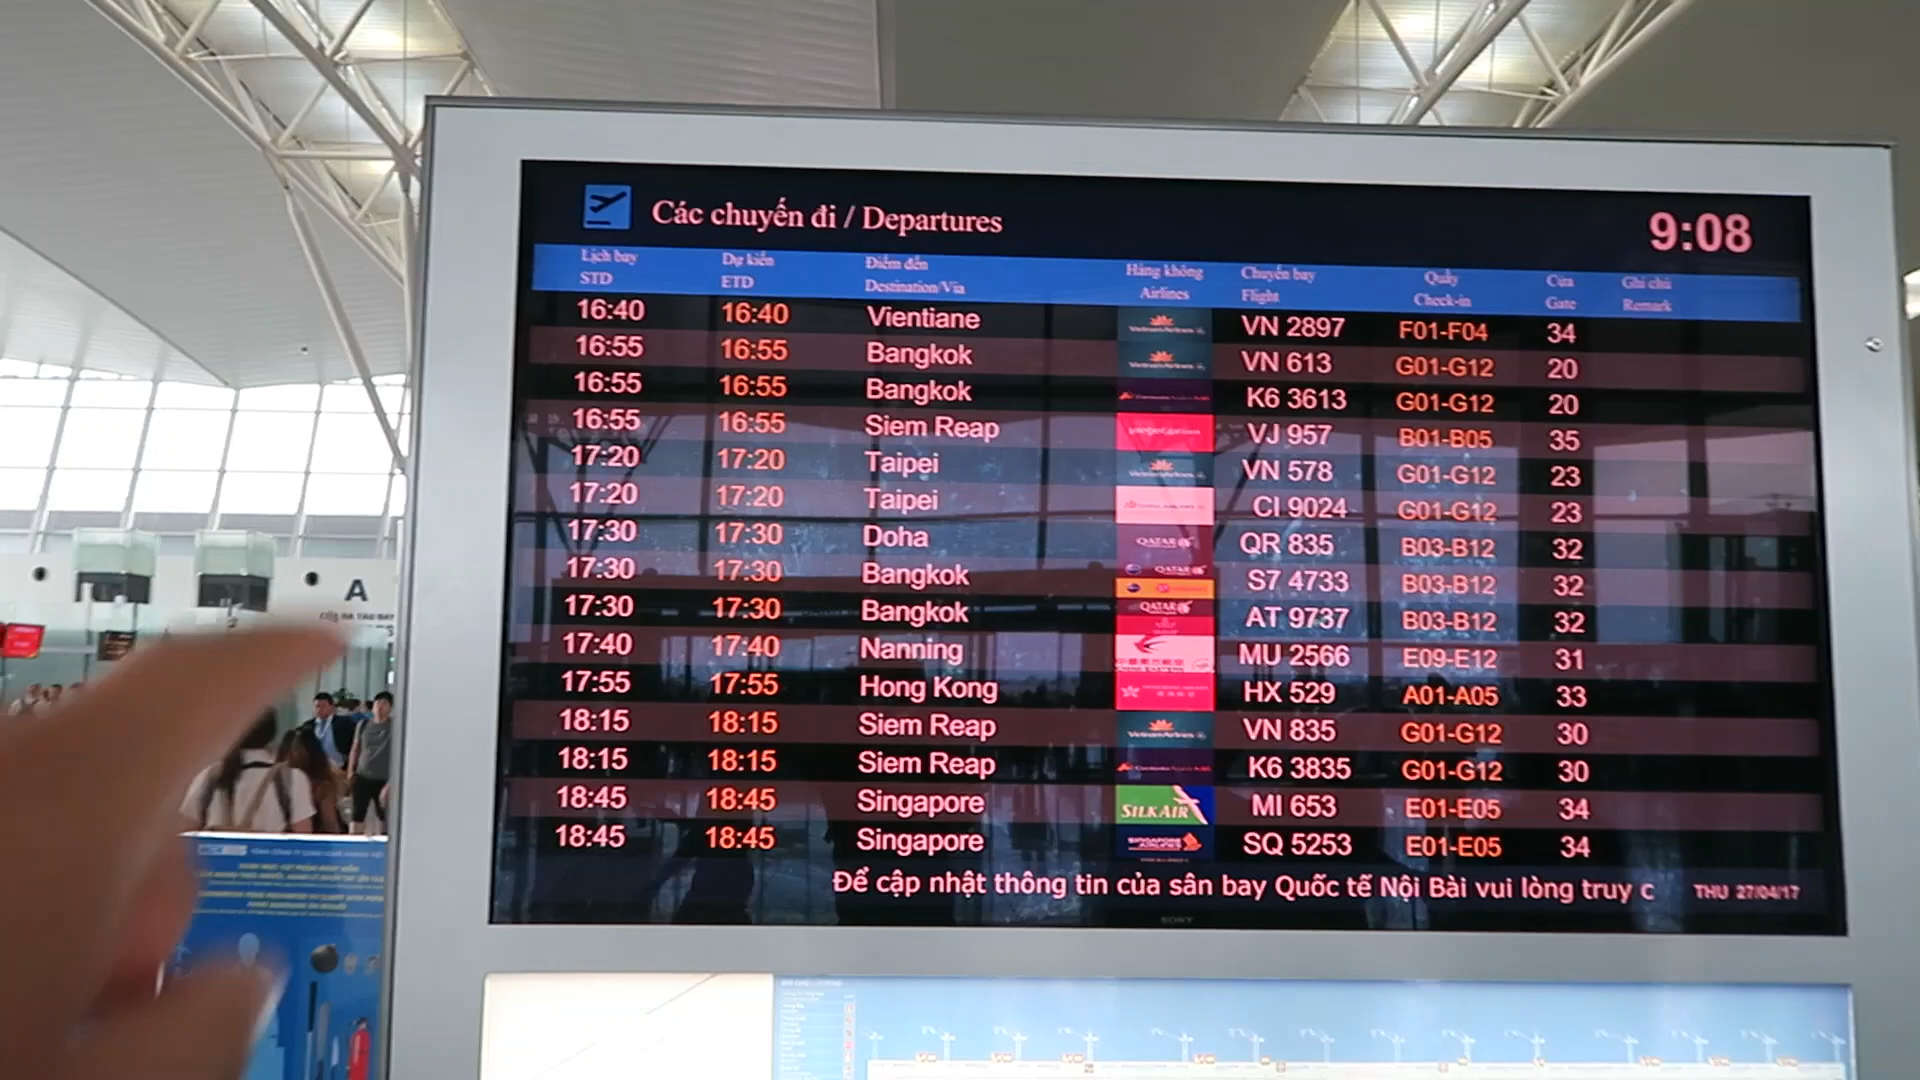 Các chuyến đi / Departures
9:08
Lịch bay Dự kiến Điểm đến Hãng không Chuyến bay Quầy Cửa Ghi chú
STD ETD Destination/Via Airlines Flight Check-in Gate Remark
16:40 16:40 Vientiane VN 2897 F01-F04 34
16:55 16:55 Bangkok VN 613 G01-G12 20
16:55 16:55 Bangkok K6 3613 G01-G12 20
16:55 16:55 Siem Reap VJ 957 B01-B05 35
17:20 17:20 Taipei VN 578 G01-G12 23
17:20 17:20 Taipei CI 9024 G01-G12 23
17:30 17:30 Doha QATAR QR 835 B03-B12 32
17:30 17:30 Bangkok QATAR S7 4733 B03-B12 32
17:30 17:30 Bangkok QATAR AT 9737 B03-B12 32
17:40 17:40 Nanning MU 2566 E09-E12 31
17:55 17:55 Hong Kong HX 529 A01-A05 33
18:15 18:15 Siem Reap VN 835 G01-G12 30
18:15 18:15 Siem Reap K6 3835 G01-G12 30
18:45 18:45 Singapore SILKAIR MI 653 E01-E05 34
18:45 18:45 Singapore SINGAPORE AIRLINES SQ 5253 E01-E05 34
Để cập nhật thông tin của sân bay Quốc tế Nội Bài vui lòng truy c
THU 27/04/17
SONY
A